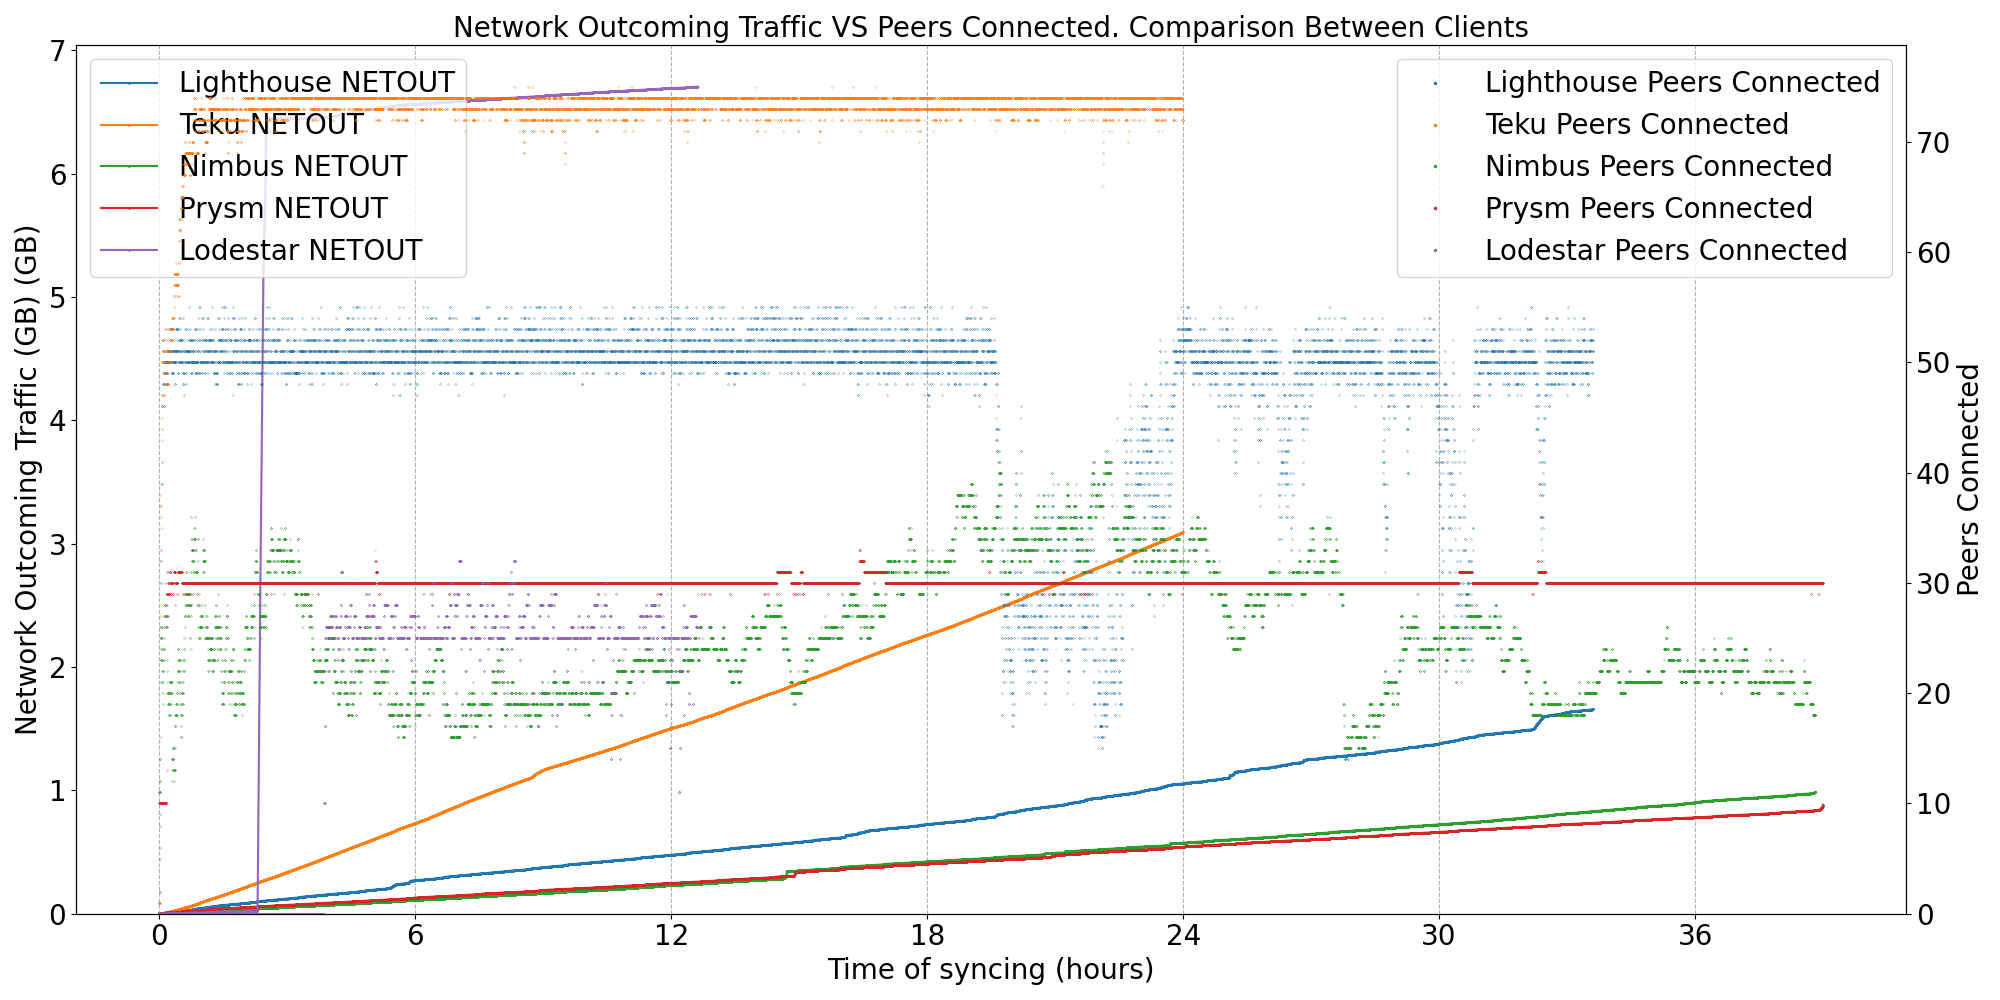 Network Outcoming Traffic VS Peers Connected. Comparison Between Clients
Network Outcoming Traffic (GB) (GB)
7
6
5
4
3
2
1
0
Lighthouse NETOUT
Teku NETOUT
Nimbus NETOUT
Prysm NETOUT
Lodestar NETOUT
Lighthouse Peers Connected
Teku Peers Connected
Nimbus Peers Connected
Prysm Peers Connected
Lodestar Peers Connected
70
60
50
40
30
20
10
0
Peers Connected
0 6 12 18 24 30 36
Time of syncing (hours)